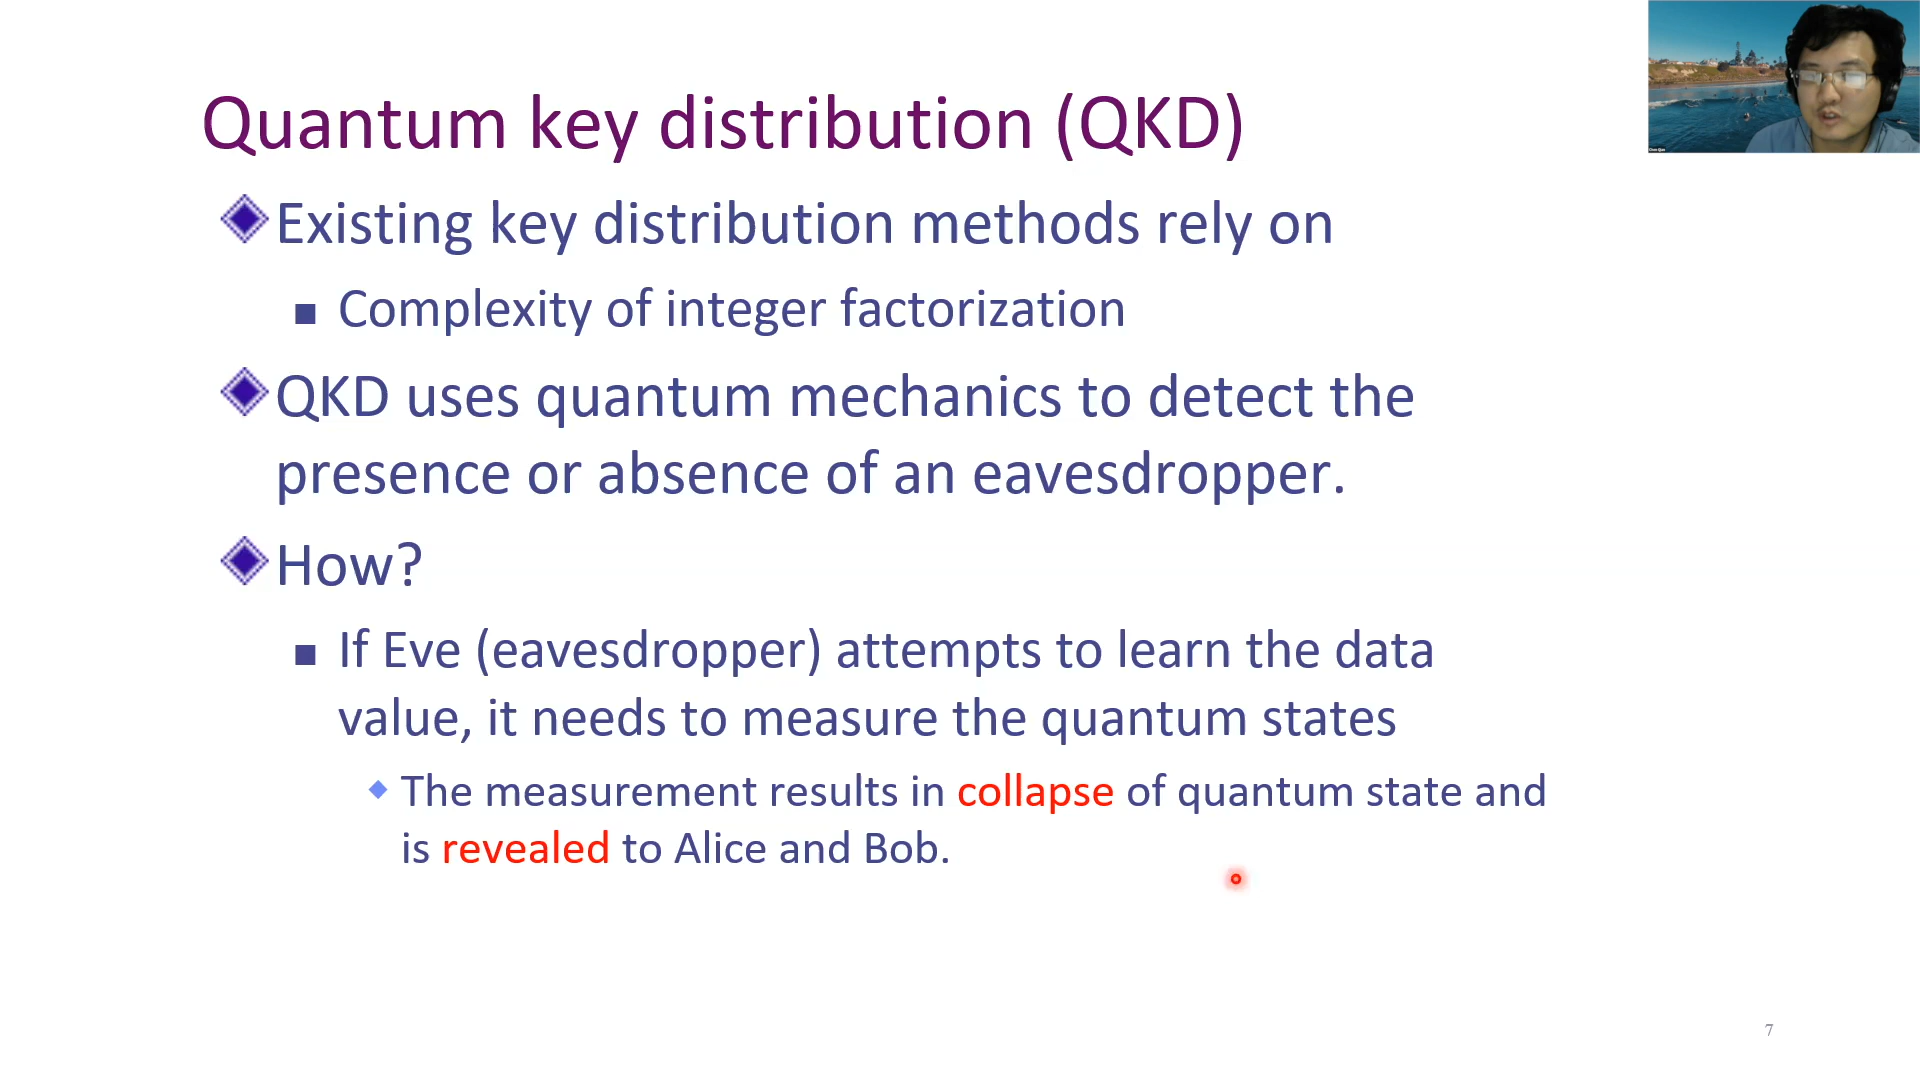 Quantum key distribution (QKD)
Existing key distribution methods rely on
Complexity of integer factorization
QKD uses quantum mechanics to detect the
presence or absence of an eavesdropper.
How?
If Eve (eavesdropper) attempts to learn the data
value, it needs to measure the quantum states
The measurement results in collapse of quantum state and
is revealed to Alice and Bob.
7